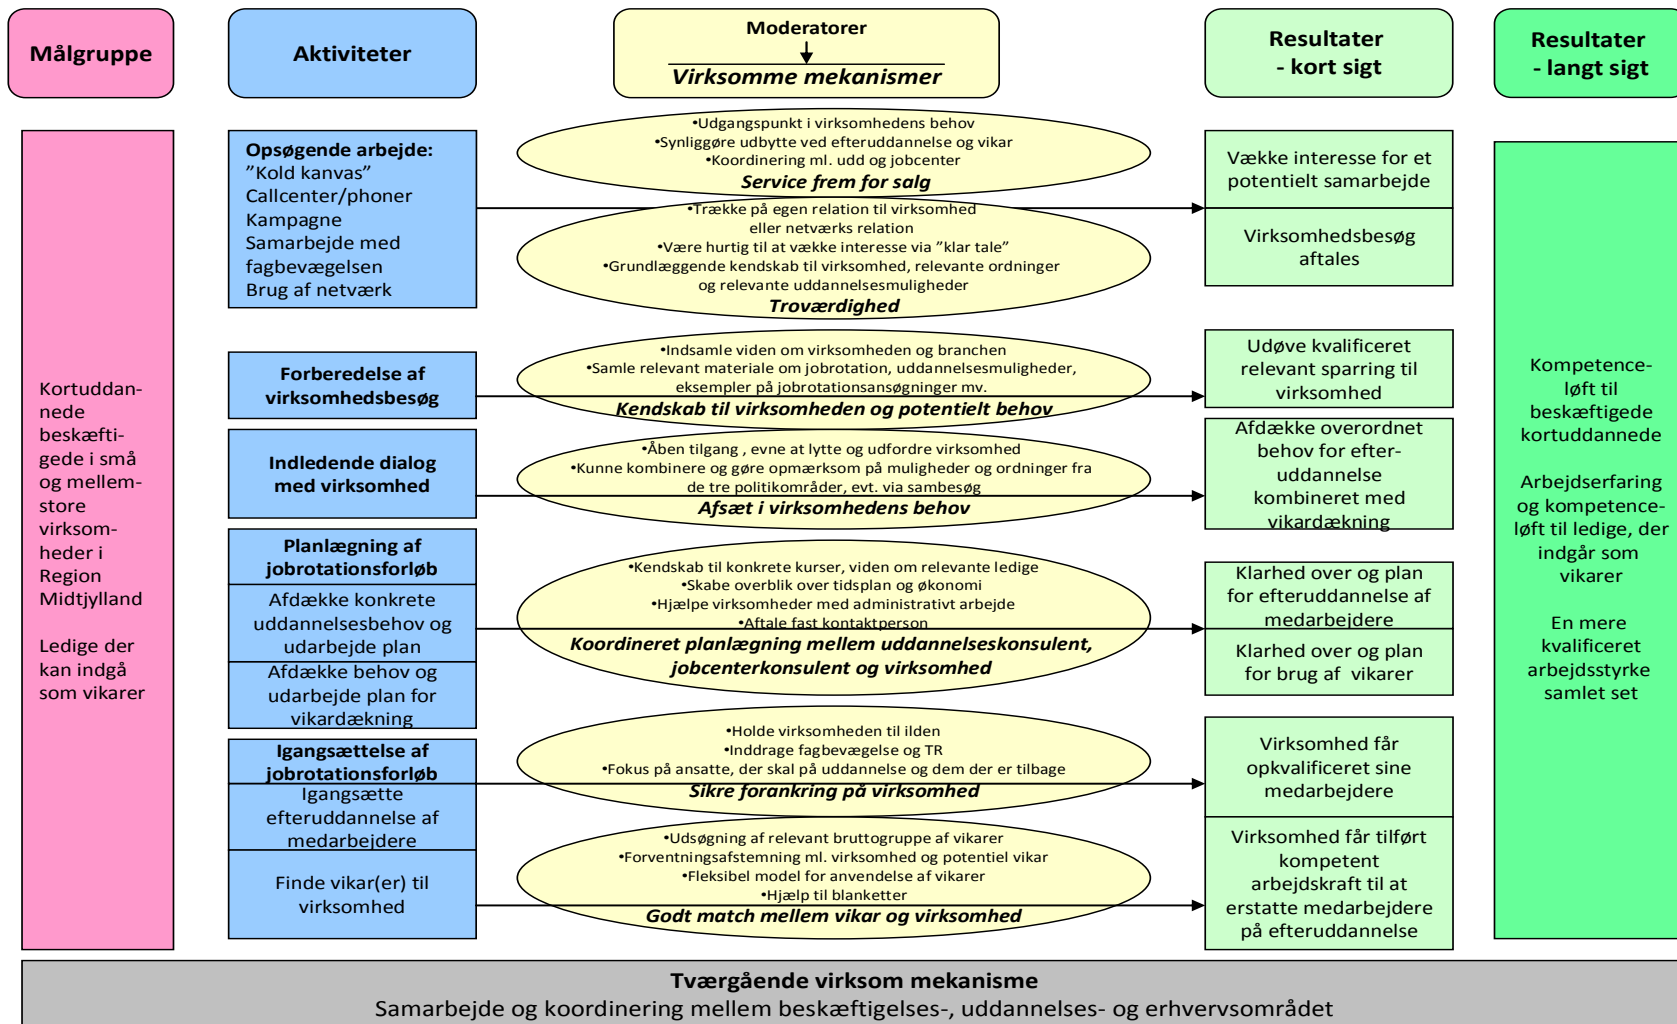 Målgruppe
Aktiviteter
Moderatorer
Virksomme mekanismer
Resultater
- kort sigt
Resultater
- langt sigt
Kortuddan-
nede
beskæfti-
gede i små
og mellem-
store
virksom-
heder i
Region
Midtjylland
Ledige der
kan indgå
som vikarer
Opsøgende arbejde:
”Kold kanvas”
Callcenter/phoner
Kampagne
Samarbejde med
fagbevægelsen
Brug af netværk
•Udgangspunkt i virksomhedens behov
•Synliggøre udbytte ved efteruddannelse og vikar
•Koordinering ml. udd og jobcenter
Service frem for salg
•Trække på egen relation til virksomhed
eller netværks relation
•Være hurtig til at vække interesse via ”klar tale”
•Grundlæggende kendskab til virksomhed, relevante ordninger
og relevante uddannelsesmuligheder
Troværdighed
Vække interesse for et
potentielt samarbejde
Virksomhedsbesøg
aftales
Forberedelse af
virksomhedsbesøg
•Indsamle viden om virksomheden og branchen
•Samle relevant materiale om jobrotation, uddannelsesmuligheder,
eksempler på jobrotationsansøgninger mv.
Kendskab til virksomheden og potentielt behov
Udøve kvalificeret
relevant sparring til
virksomhed
Indledende dialog
med virksomhed
•Åben tilgang , evne at lytte og udfordre virksomhed
•Kunne kombinere og gøre opmærksom på muligheder og ordninger fra
de tre politikområder, evt. via sambesøg
Afsæt i virksomhedens behov
Afdække overordnet
behov for efter-
uddannelse
kombineret med
vikardækning
Planlægning af
jobrotationsforløb
Afdække konkrete
uddannelsesbehov og
udarbejde plan
Afdække behov og
udarbejde plan for
vikardækning
•Kendskab til konkrete kurser, viden om relevante ledige
•Skabe overblik over tidsplan og økonomi
•Hjælpe virksomheder med administrativt arbejde
•Aftale fast kontaktperson
Koordineret planlægning mellem uddannelseskonsulent,
jobcenterkonsulent og virksomhed
Klarhed over og plan
for efteruddannelse af
medarbejdere
Klarhed over og plan
for brug af vikarer
Igangsættelse af
jobrotationsforløb
Igangsætte
efteruddannelse af
medarbejdere
Finde vikar(er) til
virksomhed
•Holde virksomheden til ilden
•Inddrage fagbevægelse og TR
•Fokus på ansatte, der skal på uddannelse og dem der er tilbage
Sikre forankring på virksomhed
•Udsøgning af relevant bruttogruppe af vikarer
•Forventningsafstemning ml. virksomhed og potentiel vikar
•Fleksibel model for anvendelse af vikarer
•Hjælp til blanketter
Godt match mellem vikar og virksomhed
Virksomhed får
opkvalificeret sine
medarbejdere
Virksomhed får tilført
kompetent
arbejdskraft til at
erstatte medarbejdere
på efteruddannelse
Kompetence-
løft til
beskæftigede
kortuddannede
Arbejdserfaring
og kompetence-
løft til ledige, der
indgår som
vikarer
En mere
kvalificeret
arbejdsstyrke
samlet set
Tværgående virksom mekanisme
Samarbejde og koordinering mellem beskæftigelses-, uddannelses- og erhvervsområdet